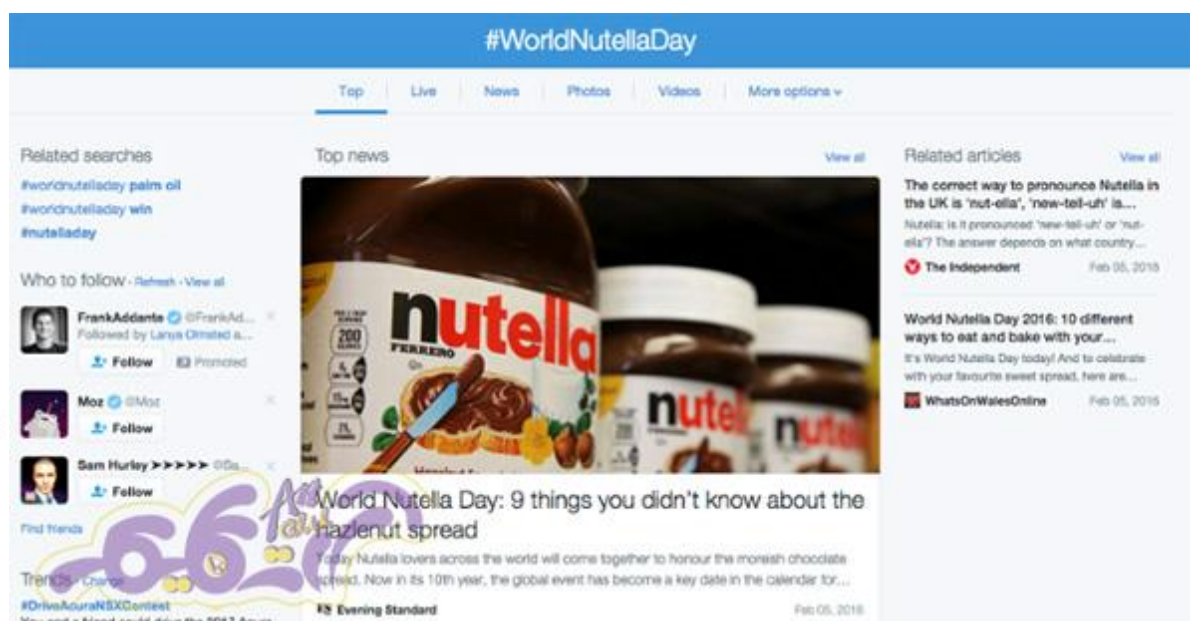 #WorldNutellaDay
Top
Live
News
Photos
Videos
More options
Related searches
#worldnutelladay palm oil
#worldnutelladay win
#nutelladay
Who to follow · Refresh · View all
FrankAddante @FrankAd...
Followed by Lanya Olmsted a...
Follow
Promoted
Moz @Moz
Follow
Sam Hurley ➤➤➤➤➤
Follow
Find friends
Trends · Change
#DriveAcuraNSXContest
Top news
View all
nutella
FERRERO
200
nute
nute
World Nutella Day: 9 things you didn't know about the
hazlenut spread
Today Nutella lovers across the world will come together to honour the moreish chocolate
spread. Now in its 10th year, the global event has become a key date in the calendar for...
Evening Standard
Feb 05, 2016
Related articles
View all
The correct way to pronounce Nutella in
the UK is 'nut-ella', 'new-tell-uh' is...
Nutella: is it pronounced 'new-tell-uh' or 'nut-
ella'? The answer depends on what country...
The Independent
Feb 05, 2016
World Nutella Day 2016: 10 different
ways to eat and bake with your...
It's World Nutella Day today! And to celebrate
with your favourite sweet spread, here are...
WhatsOnWalesOnline
Feb 05, 2016